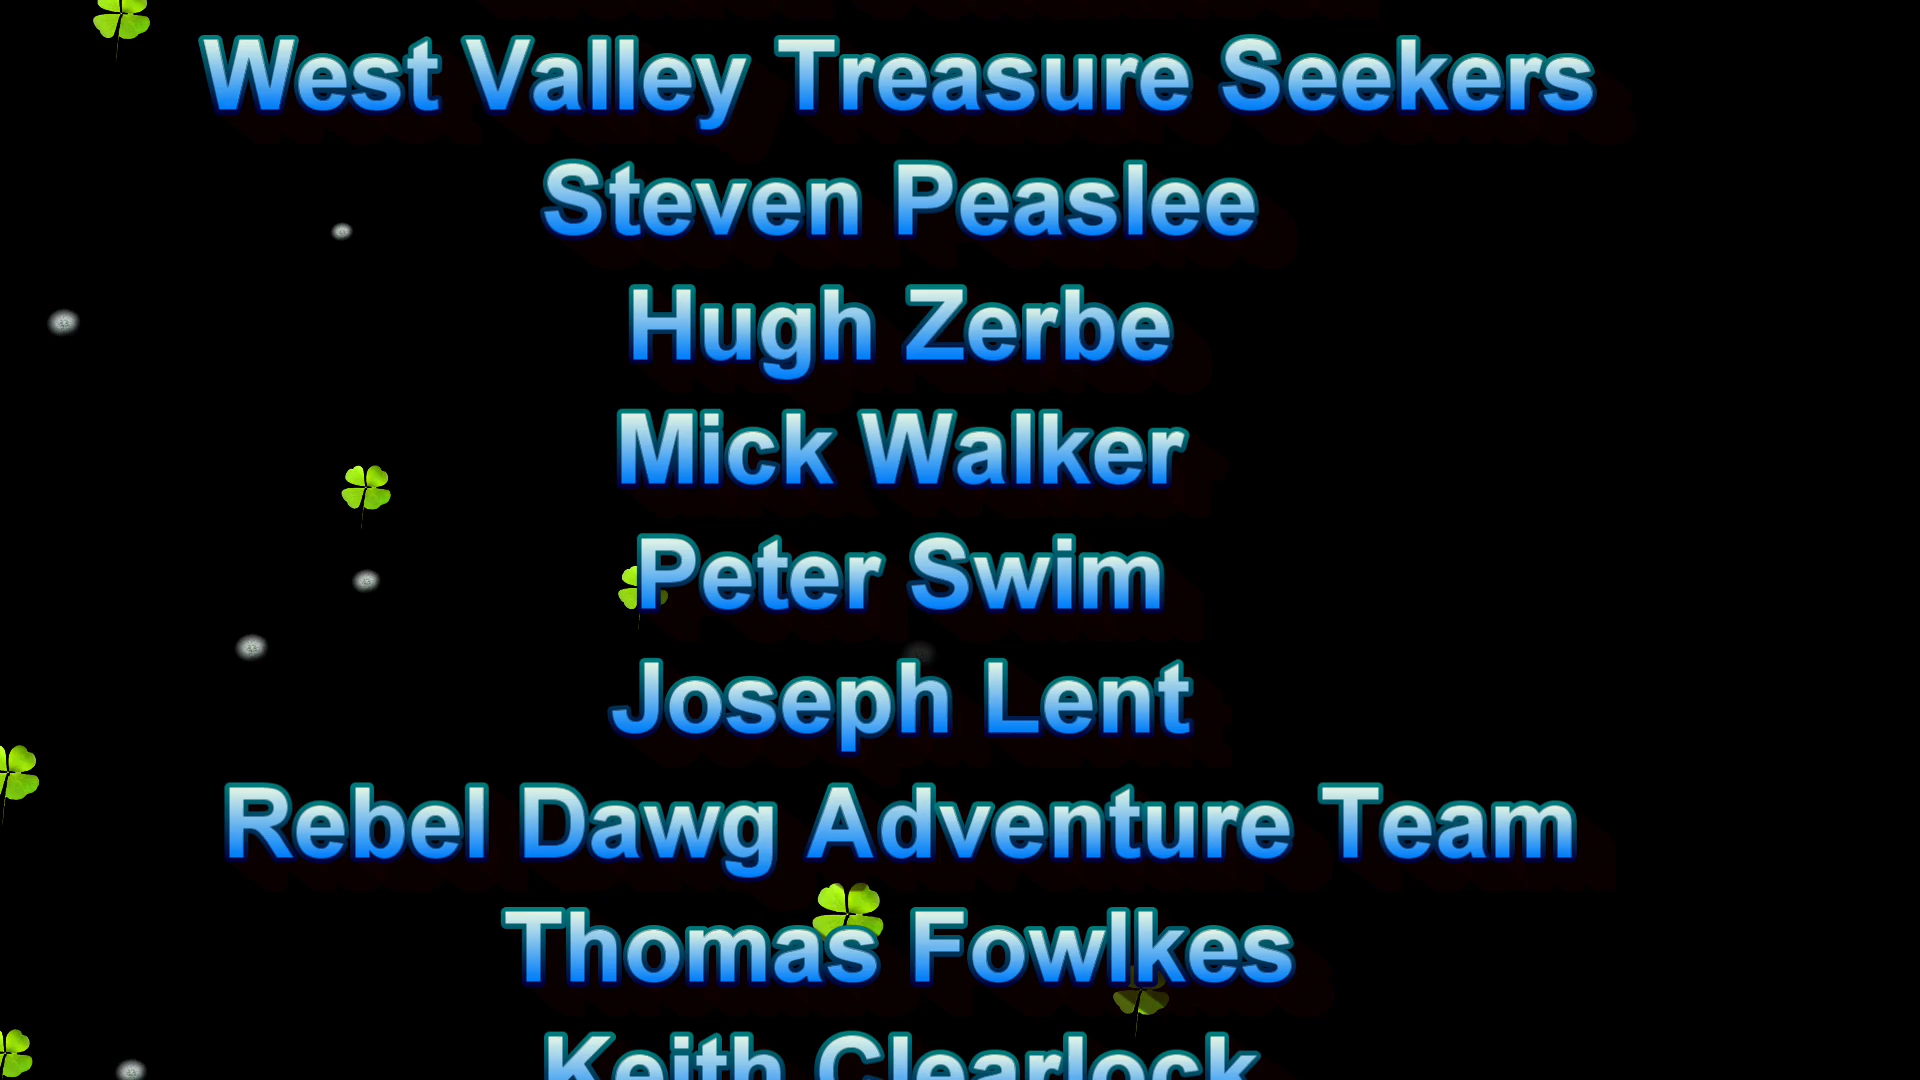 West Valley Treasure Seekers
Steven Peaslee
Hugh Zerbe
Mick Walker
Peter Swim
Joseph Lent
Rebel Dawg Adventure Team
Thomas Fowlkes
Keith Clearlock